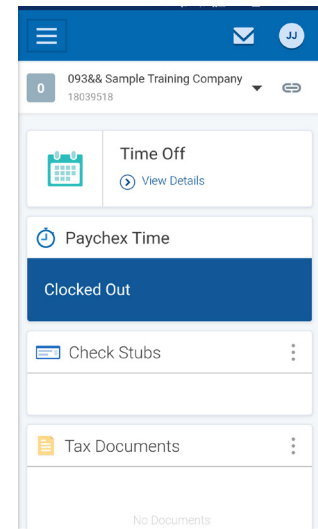 JJ
0
093&& Sample Training Company
18039518
Time Off
View Details
Paychex Time
Clocked Out
Check Stubs
Tax Documents
No Documents